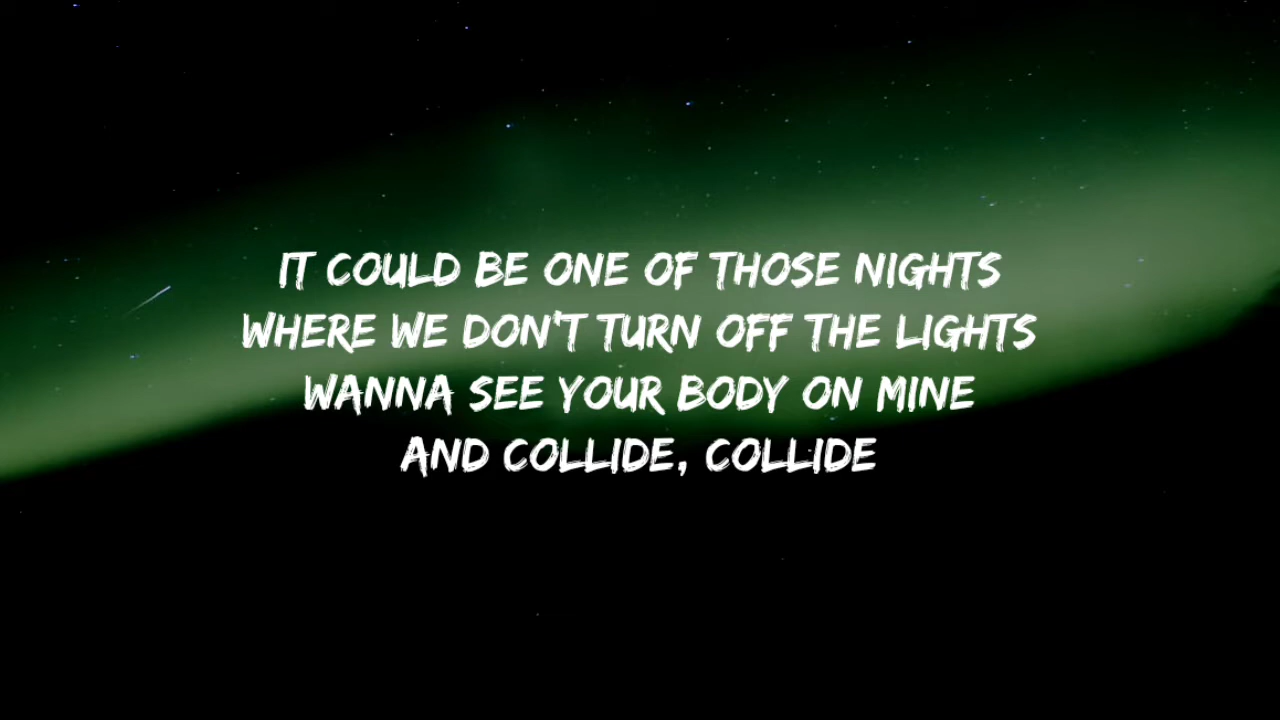 IT COULD BE ONE OF THOSE NIGHTS
WHERE WE DON'T TURN OFF THE LIGHTS
WANNA SEE YOUR BODY ON MINE
AND COLLIDE, COLLIDE